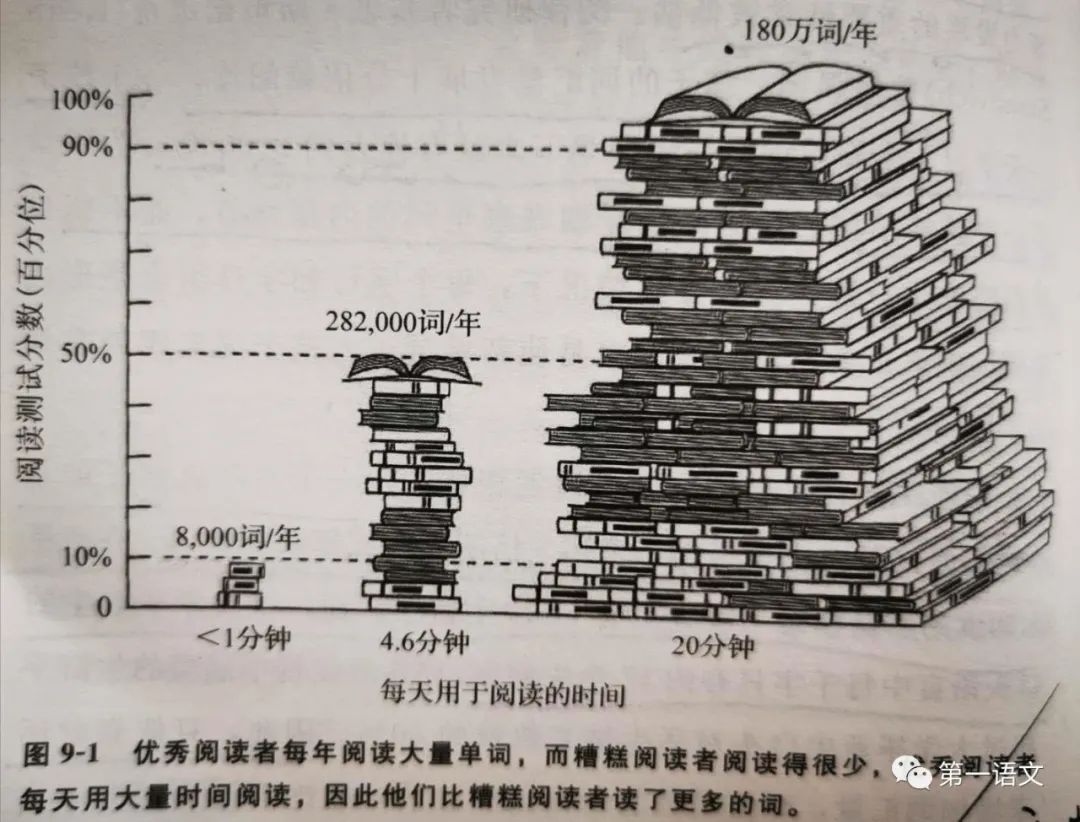 180万词/年
100%
90%
282,000词/年
50%
8,000词/年
10%
0
阅读测试分数(百分位)
<1分钟
4.6分钟
20分钟
每天用于阅读的时间
图 9-1 优秀阅读者每年阅读大量单词，而糟糕阅读者阅读得很少，
每天用大量时间阅读，因此他们比糟糕阅读者读了更多的词。
第一语文